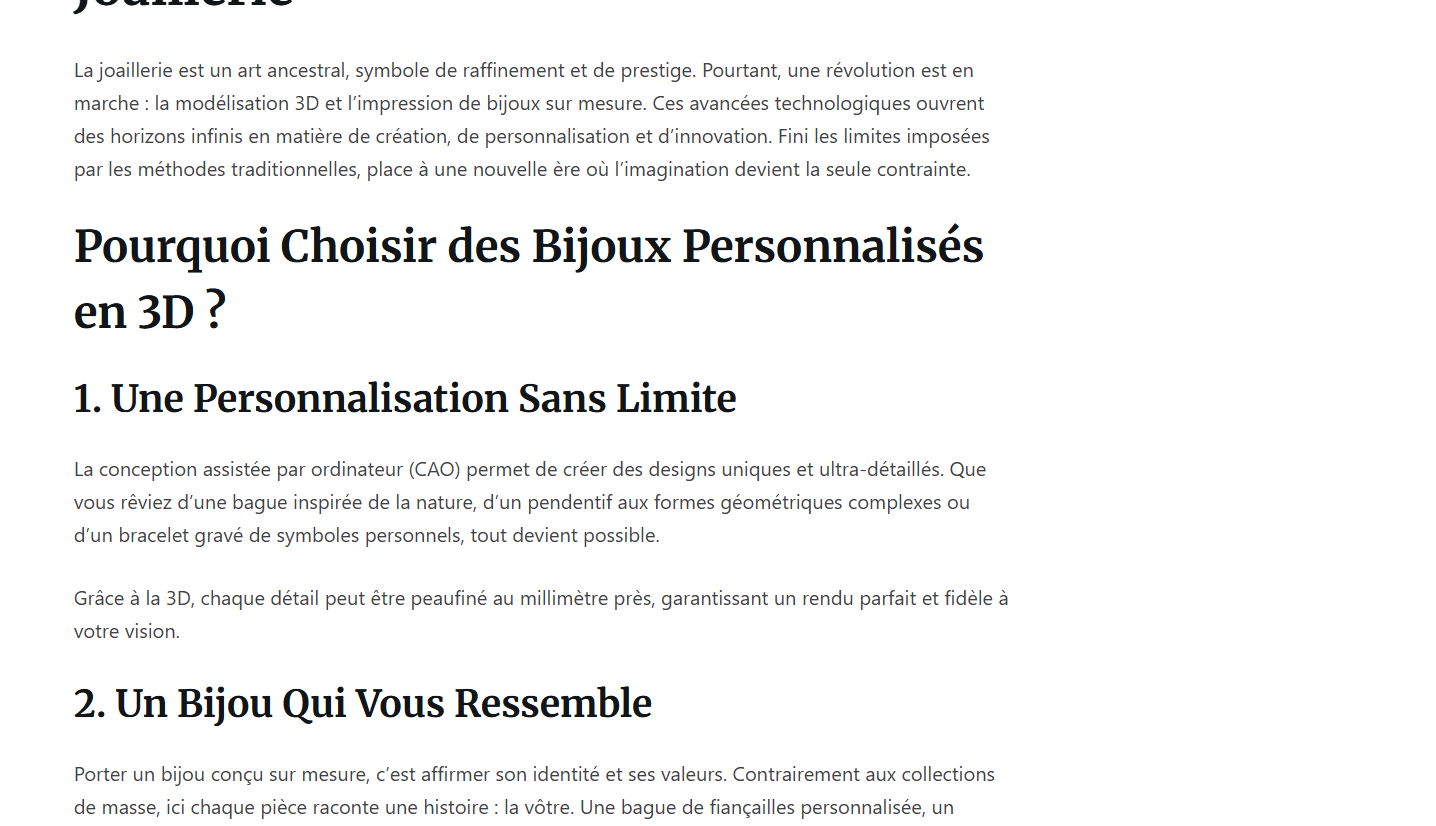 Joaillerie
La joaillerie est un art ancestral, symbole de raffinement et de prestige. Pourtant, une révolution est en
marche : la modélisation 3D et l’impression de bijoux sur mesure. Ces avancées technologiques ouvrent
des horizons infinis en matière de création, de personnalisation et d’innovation. Fini les limites imposées
par les méthodes traditionnelles, place à une nouvelle ère où l’imagination devient la seule contrainte.
Pourquoi Choisir des Bijoux Personnalisés
en 3D ?
1. Une Personnalisation Sans Limite
La conception assistée par ordinateur (CAO) permet de créer des designs uniques et ultra-détaillés. Que
vous rêviez d’une bague inspirée de la nature, d’un pendentif aux formes géométriques complexes ou
d’un bracelet gravé de symboles personnels, tout devient possible.
Grâce à la 3D, chaque détail peut être peaufiné au millimètre près, garantissant un rendu parfait et fidèle à
votre vision.
2. Un Bijou Qui Vous Ressemble
Porter un bijou conçu sur mesure, c’est affirmer son identité et ses valeurs. Contrairement aux collections
de masse, ici chaque pièce raconte une histoire : la vôtre. Une bague de fiançailles personnalisée, un